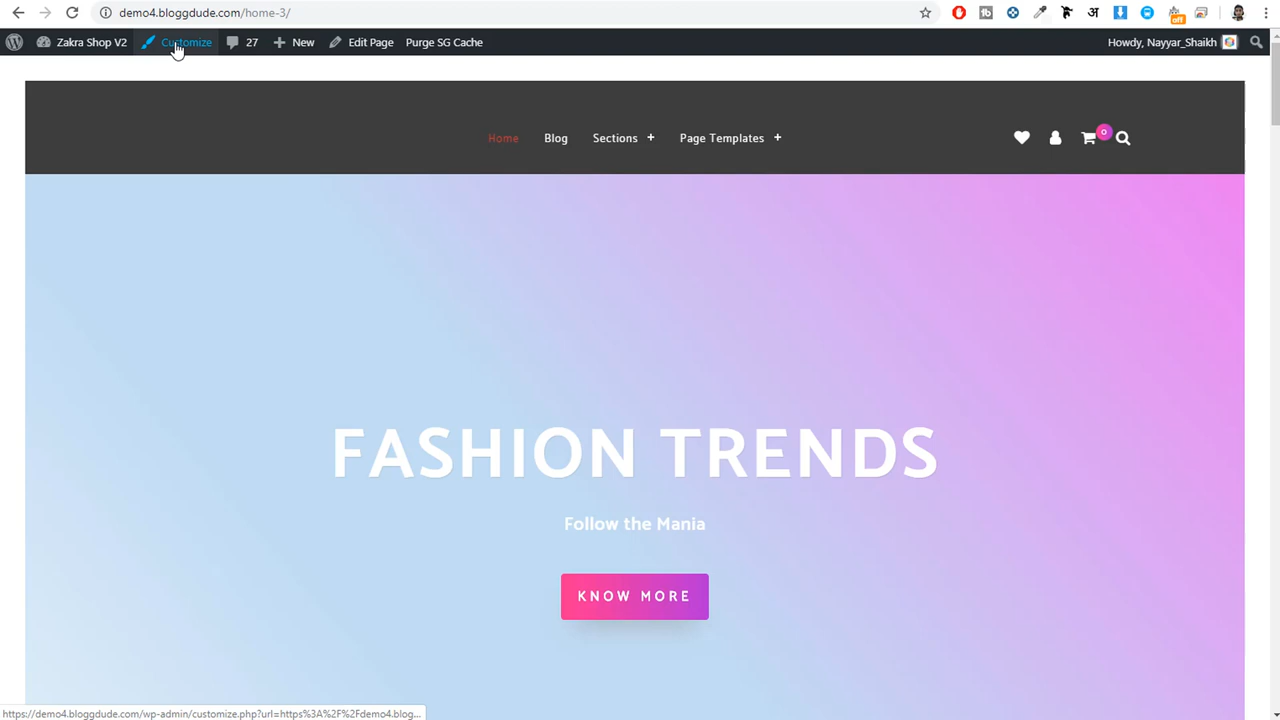 demo4.bloggdude.com/home-3/
off
Zakra Shop V2 Customize 27 New Edit Page Purge SG Cache Howdy, Nayyar_Shaikh
Home Blog Sections + Page Templates + 0
FASHION TRENDS
Follow the Mania
KNOW MORE
https://demo4.bloggdude.com/wp-admin/customize.php?url=https%3A%2F%2Fdemo4.blog...